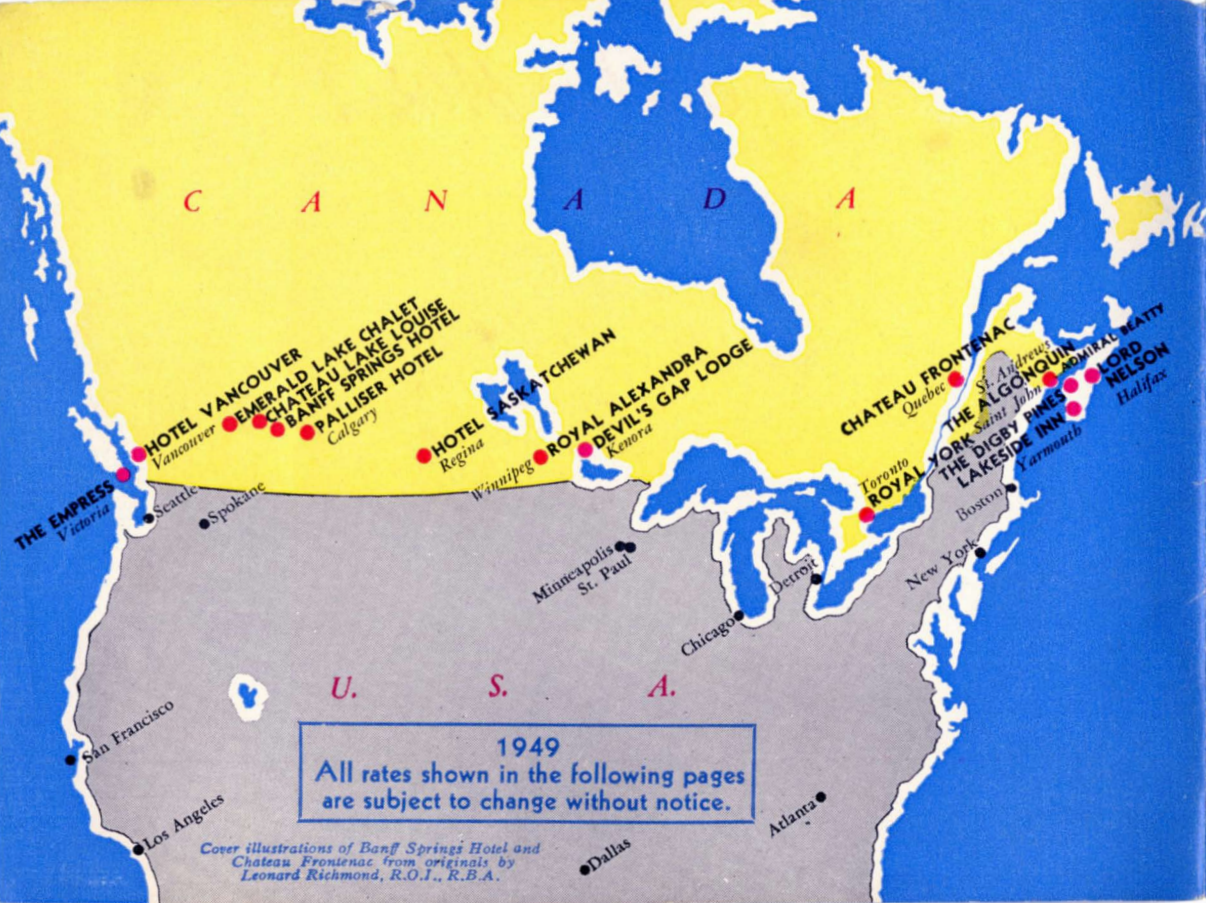 C A N A D A
HOTEL VANCOUVER
Vancouver
EMERALD LAKE CHALET
CHATEAU LAKE LOUISE
BANFF SPRINGS HOTEL
PALLISER HOTEL
Calgary
THE EMPRESS
Victoria
HOTEL SASKATCHEWAN
Regina
Winnipeg
ROYAL ALEXANDRA
DEVIL'S GAP LODGE
Kenora
CHATEAU FRONTENAC
Quebec
St. Andrews
THE ALGONQUIN
Saint John
ADMIRAL BEATTY
LORD
NELSON
Halifax
Toronto
ROYAL YORK
THE DIGBY PINES
LAKESIDE INN
Yarmouth
Seattle
Spokane
Minneapolis
St. Paul
Boston
New York
Detroit
Chicago
U. S. A.
San Francisco
Los Angeles
1949
All rates shown in the following pages
are subject to change without notice.
Atlanta
Dallas
Cover illustrations of Banff Springs Hotel and
Chateau Frontenac from originals by
Leonard Richmond, R.O.I., R.B.A.